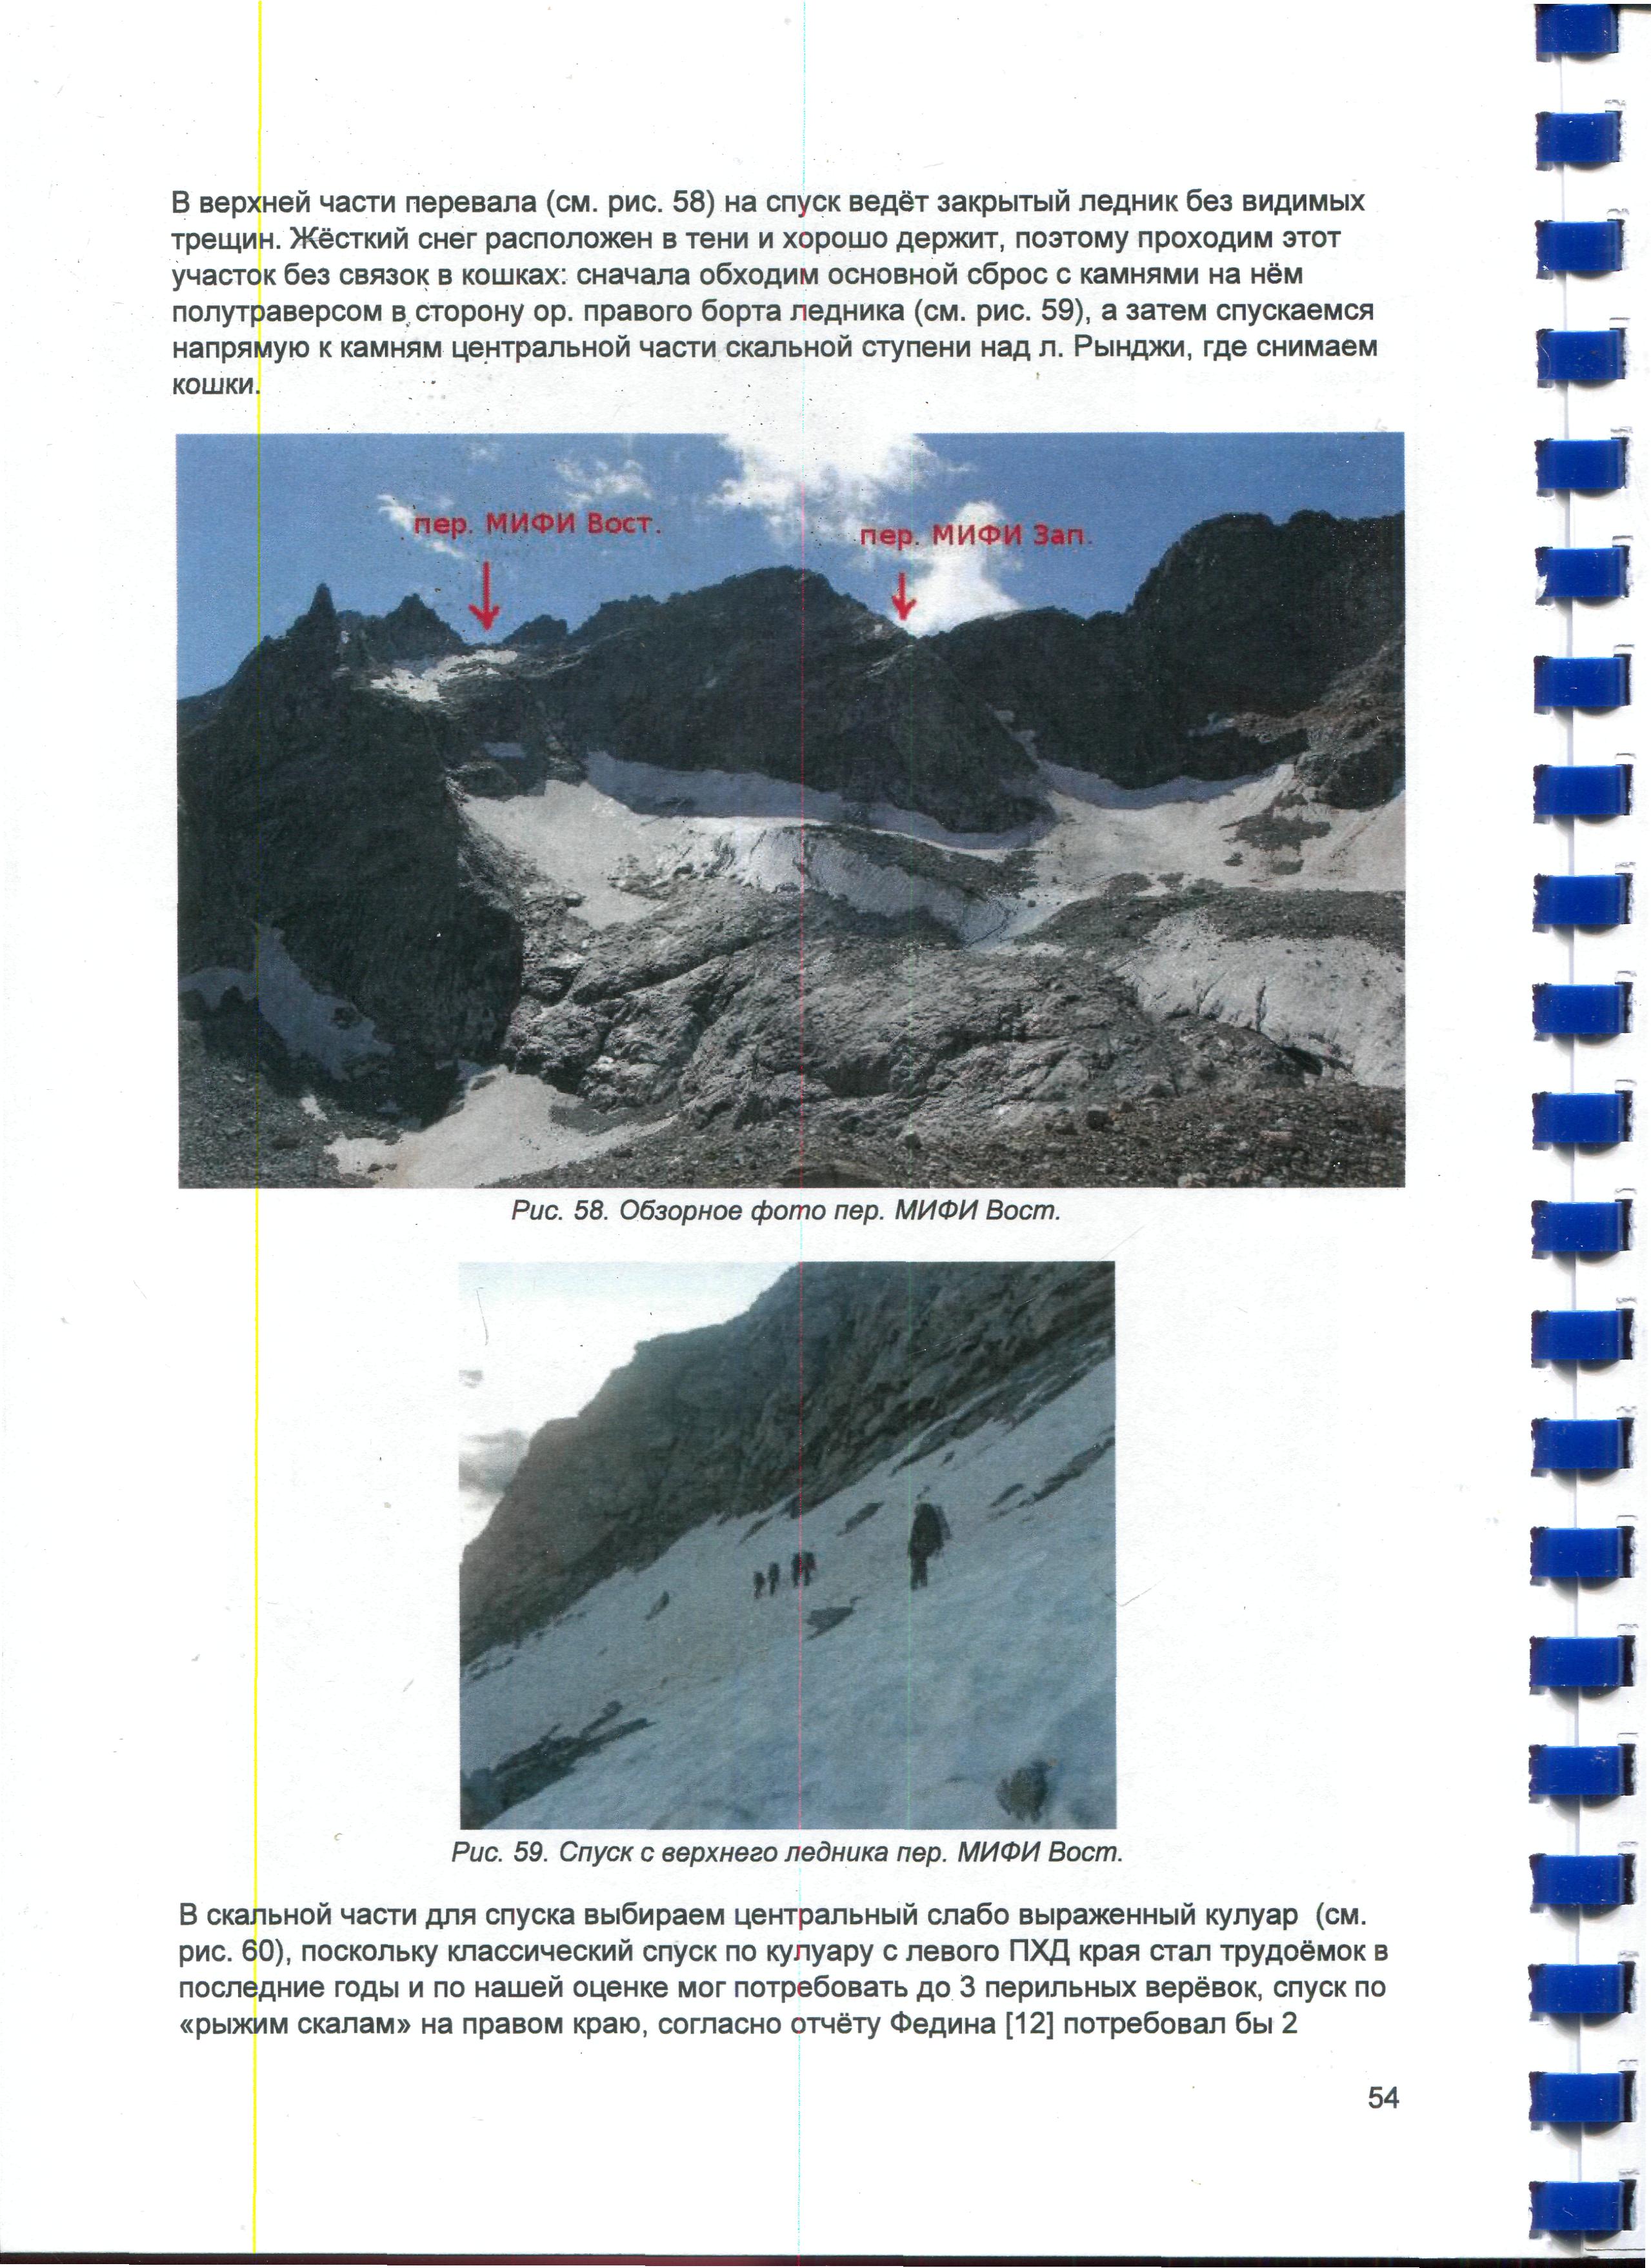 В верхней части перевала (см. рис. 58) на спуск ведёт закрытый ледник без видимых
трещин. Жёсткий снег расположен в тени и хорошо держит, поэтому проходим этот
участок без связок в кошках: сначала обходим основной сброс с камнями на нём
полутраверсом в сторону ор. правого борта ледника (см. рис. 59), а затем спускаемся
напрямую к камням центральной части скальной ступени над л. Рынджи, где снимаем
кошки.
пер. МИФИ Вост.
пер. МИФИ Зап.
Рис. 58. Обзорное фото пер. МИФИ Вост.
Рис. 59. Спуск с верхнего ледника пер. МИФИ Вост.
В скальной части для спуска выбираем центральный слабо выраженный кулуар (см.
рис. 60), поскольку классический спуск по кулуару с левого ПХД края стал трудоёмок в
последние годы и по нашей оценке мог потребовать до 3 перильных верёвок, спуск по
«рыжим скалам» на правом краю, согласно отчёту Федина [12] потребовал бы 2
54